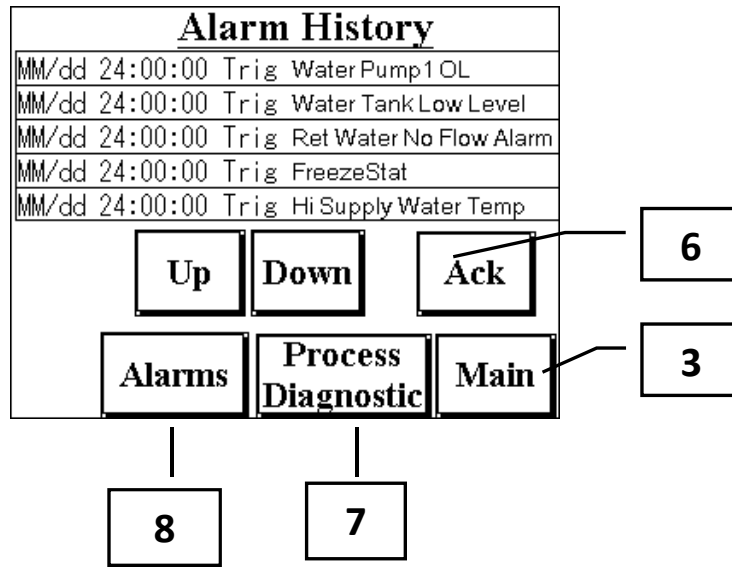 Alarm History
MM/dd 24:00:00 Trig Water Pump1 OL
MM/dd 24:00:00 Trig Water Tank Low Level
MM/dd 24:00:00 Trig Ret Water No Flow Alarm
MM/dd 24:00:00 Trig FreezeStat
MM/dd 24:00:00 Trig Hi Supply Water Temp
Up Down Ack
6
Alarms Process Diagnostic Main
3
8 7